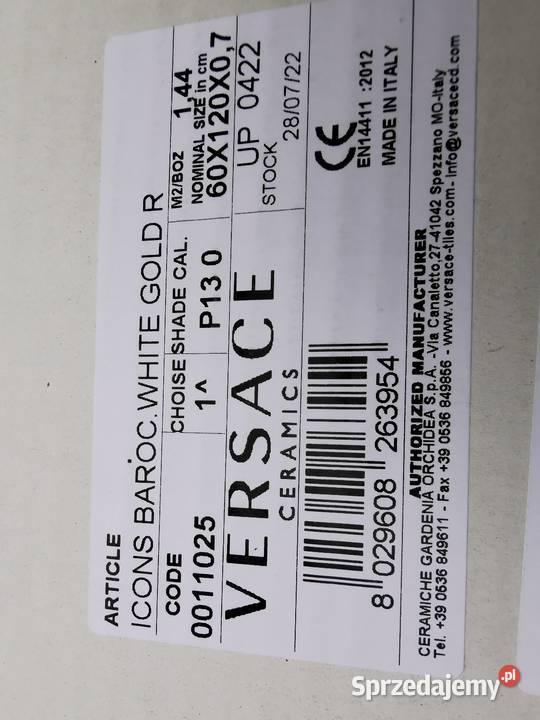 ARTICLE
ICONS BAROC.WHITE GOLD R
CODE CHOISE SHADE CAL. M2/BOZ 1.44
0011025 1^ P13 0 NOMINAL SIZE in cm
60X120X0,7
VERSACE
CERAMICS
UP 0422
STOCK 28/07/22
8 029608 263954
CE
EN14411 :2012
MADE IN ITALY
AUTHORIZED MANUFACTURER
CERAMICHE GARDENIA ORCHIDEA S.p.A. -Via Canaletto,27-41042 Spezzano MO-Italy
Tel. +39 0536 849611 - Fax +39 0536 849866 - www.versace-tiles.com- Info@versacecd.com
Sprzedajemy.pl